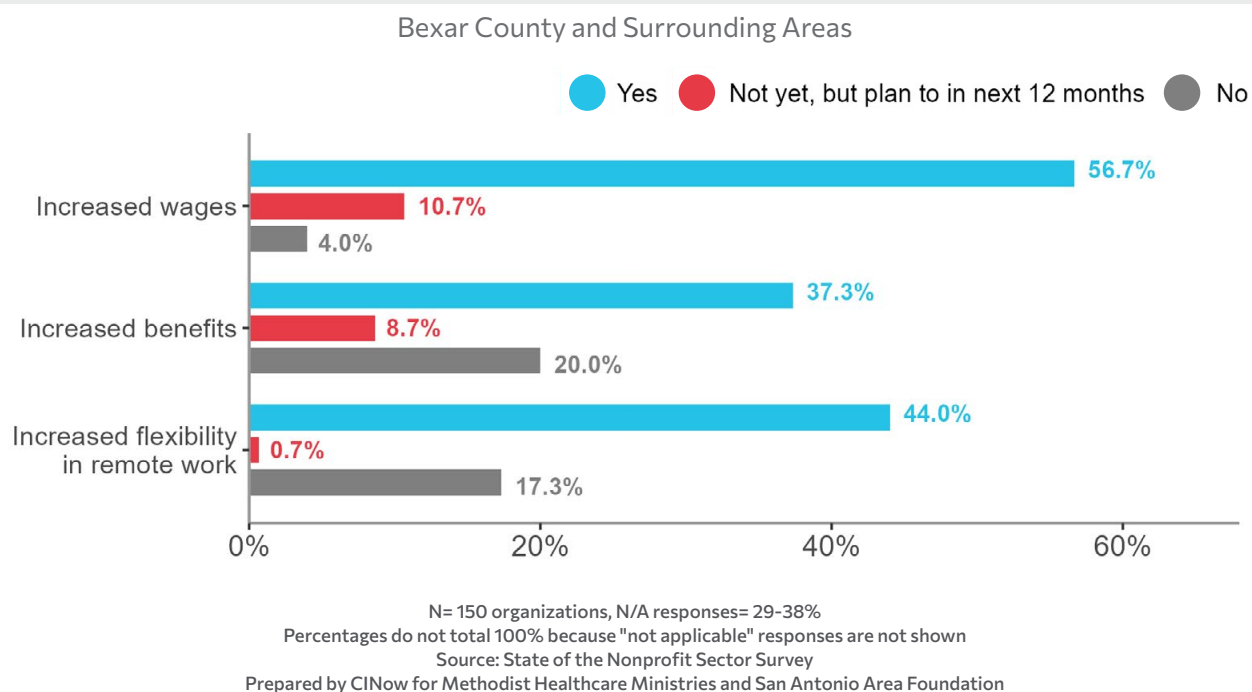 Bexar County and Surrounding Areas
Yes Not yet, but plan to in next 12 months No
56.7%
Increased wages 10.7%
4.0%
37.3%
Increased benefits 8.7%
20.0%
44.0%
Increased flexibility
in remote work 0.7%
17.3%
0% 20% 40% 60%
N= 150 organizations, N/A responses= 29-38%
Percentages do not total 100% because "not applicable" responses are not shown
Source: State of the Nonprofit Sector Survey
Prepared by CINow for Methodist Healthcare Ministries and San Antonio Area Foundation